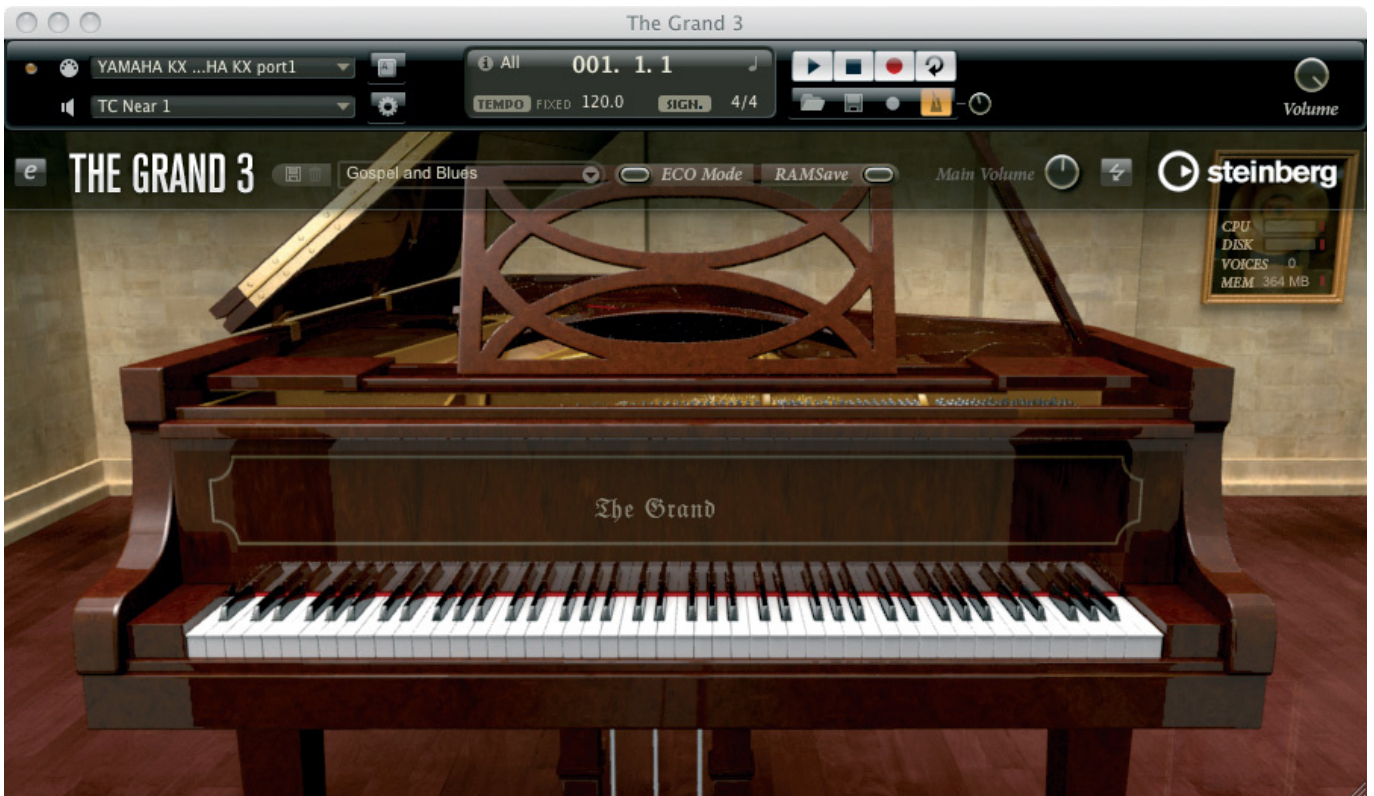 The Grand 3
YAMAHA KX ...HA KX port1
A
All 001. 1. 1
TC Near 1
TEMPO FIXED 120.0 SIGN. 4/4
Volume
e THE GRAND 3 Gospel and Blues ECO Mode RAMSave Main Volume steinberg
CPU
DISK
VOICES 0
MEM 364 MB
The Grand